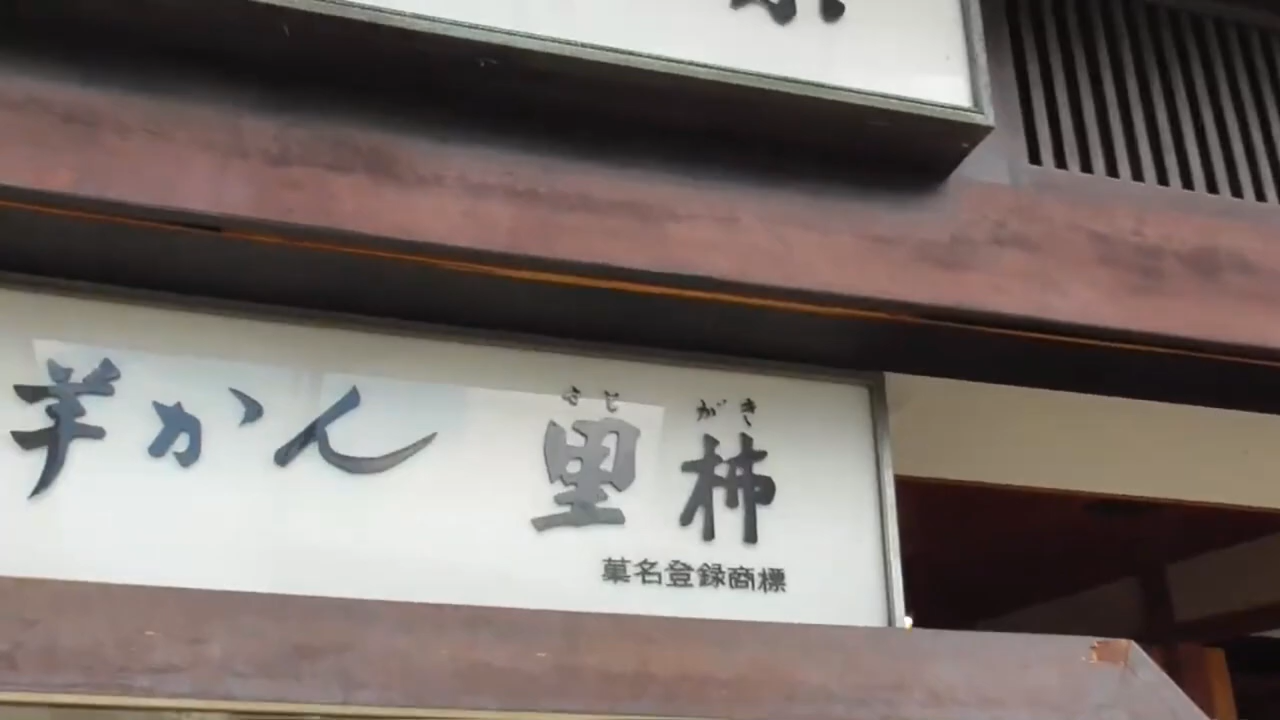 さと がき
羊かん 里柿
菓名登録商標